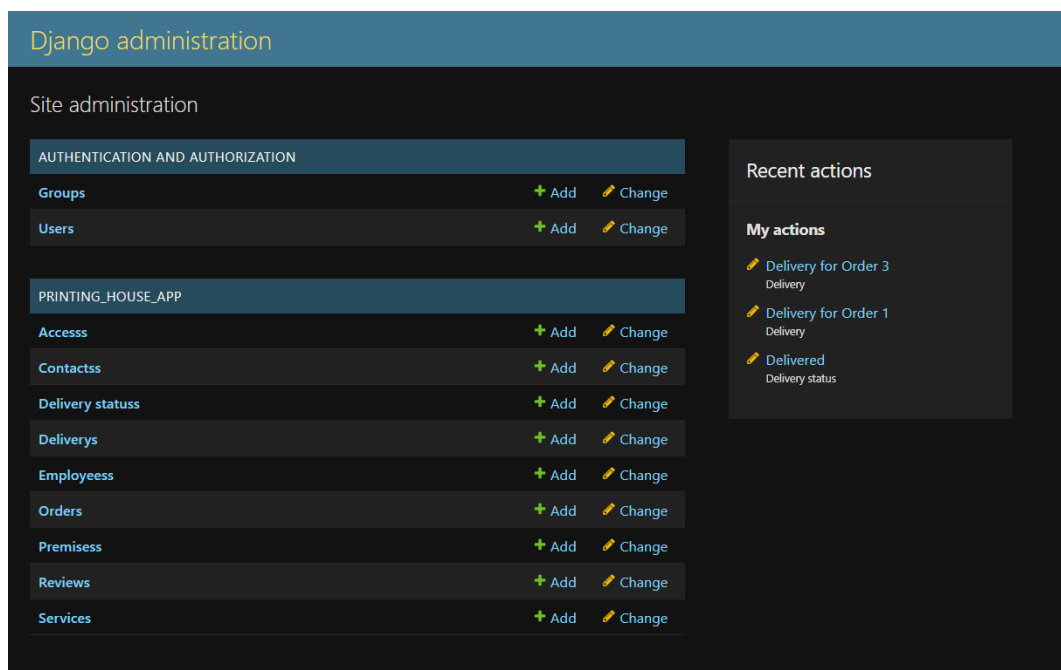 Django administration
Site administration
AUTHENTICATION AND AUTHORIZATION
Groups Add Change
Users Add Change
PRINTING_HOUSE_APP
Accesss Add Change
Contactss Add Change
Delivery statuss Add Change
Deliverys Add Change
Employeess Add Change
Orders Add Change
Premisess Add Change
Reviews Add Change
Services Add Change
Recent actions
My actions
Delivery for Order 3
Delivery
Delivery for Order 1
Delivery
Delivered
Delivery status